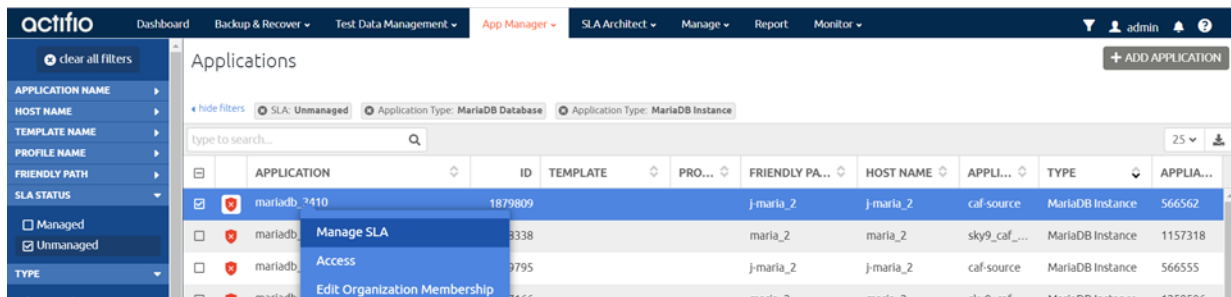 actifio Dashboard Backup & Recover Test Data Management App Manager SLA Architect Manage Report Monitor admin
clear all filters
Applications
+ ADD APPLICATION
APPLICATION NAME
HOST NAME
TEMPLATE NAME
PROFILE NAME
FRIENDLY PATH
SLA STATUS
Managed
Unmanaged
TYPE
hide filters SLA: Unmanaged Application Type: MariaDB Database Application Type: MariaDB Instance
type to search... 25
APPLICATION ID TEMPLATE PRO... FRIENDLY PA... HOST NAME APPLI... TYPE APPLIA...
mariadb_3410 1879809 j-maria_2 j-maria_2 caf-source MariaDB Instance 566562
mariadb_ 3338 maria_2 maria_2 sky9_caf_... MariaDB Instance 1157318
mariadb_ 9795 j-maria_2 j-maria_2 caf-source MariaDB Instance 566555
Manage SLA
Access
Edit Organization Membership